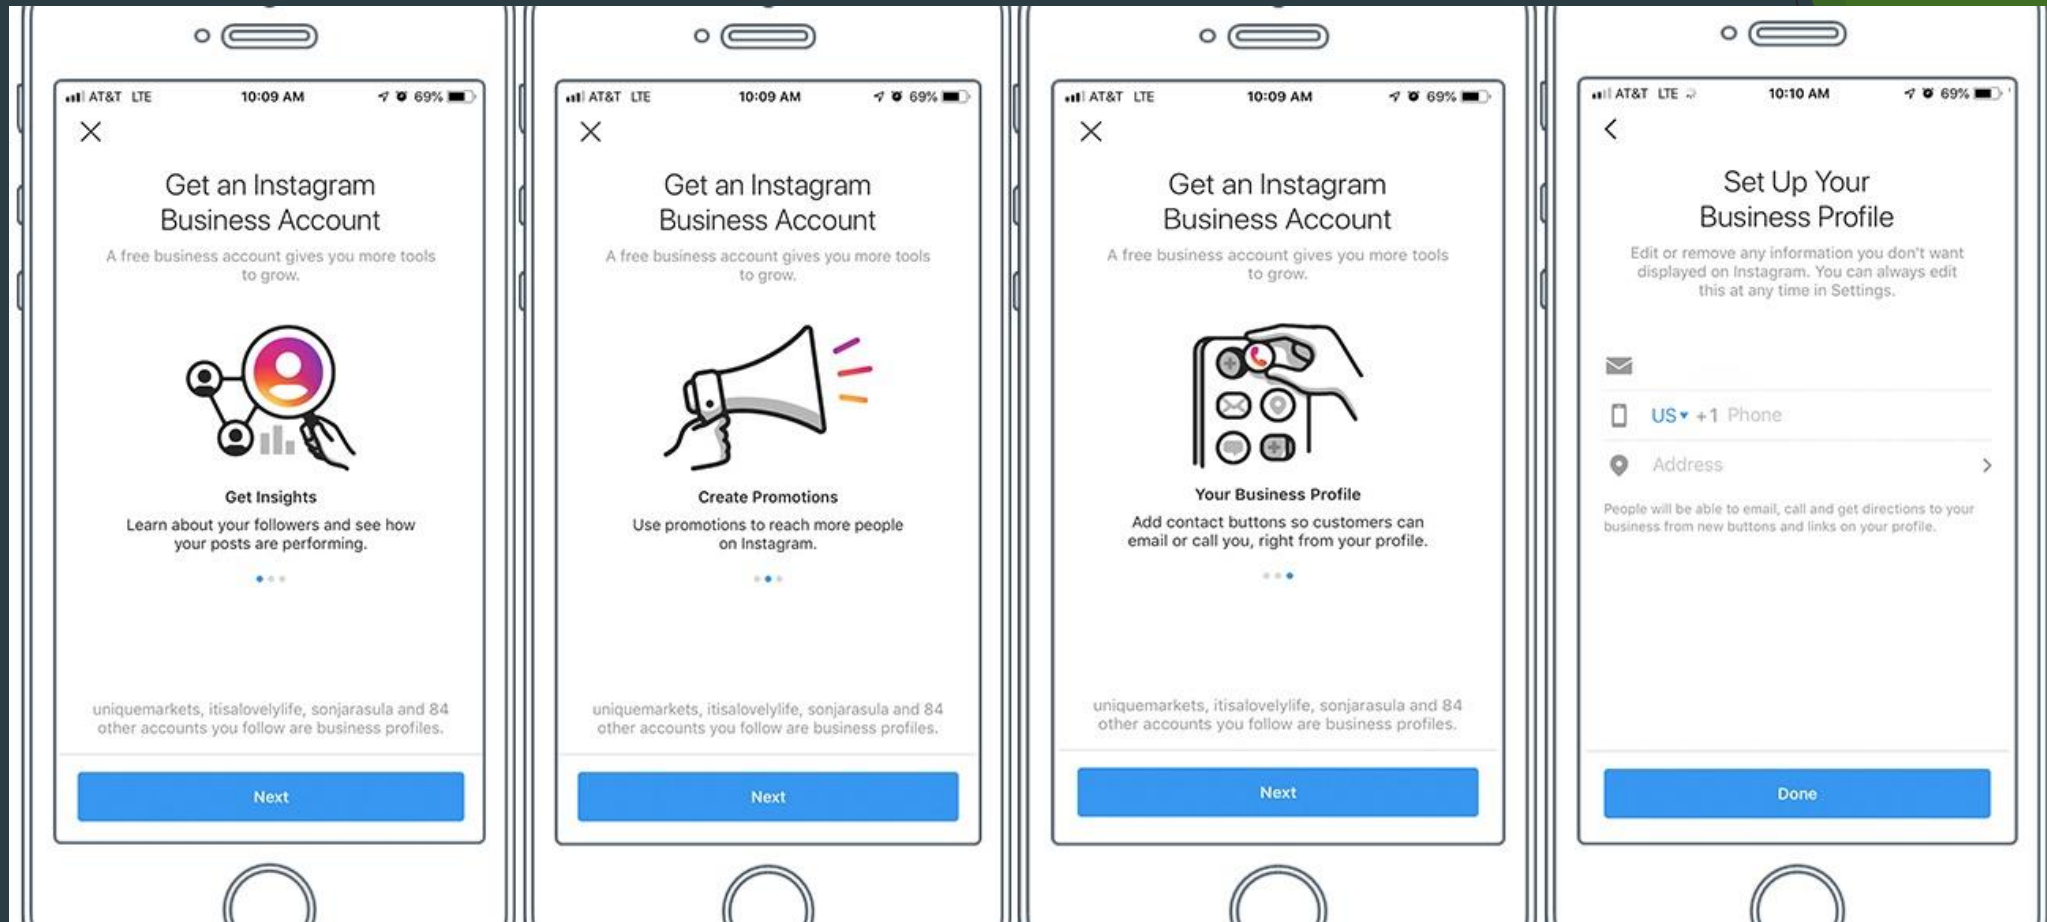 AT&T LTE 10:09 AM 69%
Get an Instagram
Business Account
A free business account gives you more tools
to grow.
Get Insights
Learn about your followers and see how
your posts are performing.
uniquemarkets, itisalovelylife, sonjarasula and 84
other accounts you follow are business profiles.
Next
AT&T LTE 10:09 AM 69%
Get an Instagram
Business Account
A free business account gives you more tools
to grow.
Create Promotions
Use promotions to reach more people
on Instagram.
uniquemarkets, itisalovelylife, sonjarasula and 84
other accounts you follow are business profiles.
Next
AT&T LTE 10:09 AM 69%
Get an Instagram
Business Account
A free business account gives you more tools
to grow.
Your Business Profile
Add contact buttons so customers can
email or call you, right from your profile.
uniquemarkets, itisalovelylife, sonjarasula and 84
other accounts you follow are business profiles.
Next
AT&T LTE 10:10 AM 69%
Set Up Your
Business Profile
Edit or remove any information you don't want
displayed on Instagram. You can always edit
this at any time in Settings.
US +1 Phone
Address
People will be able to email, call and get directions to your
business from new buttons and links on your profile.
Done